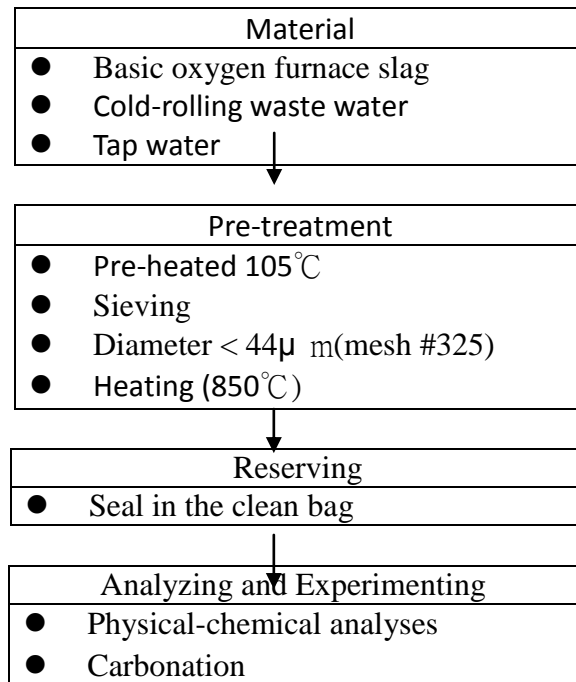 Material
● Basic oxygen furnace slag
● Cold-rolling waste water
● Tap water
Pre-treatment
● Pre-heated 105℃
● Sieving
● Diameter < 44μ m(mesh #325)
● Heating (850℃)
Reserving
● Seal in the clean bag
Analyzing and Experimenting
● Physical-chemical analyses
● Carbonation